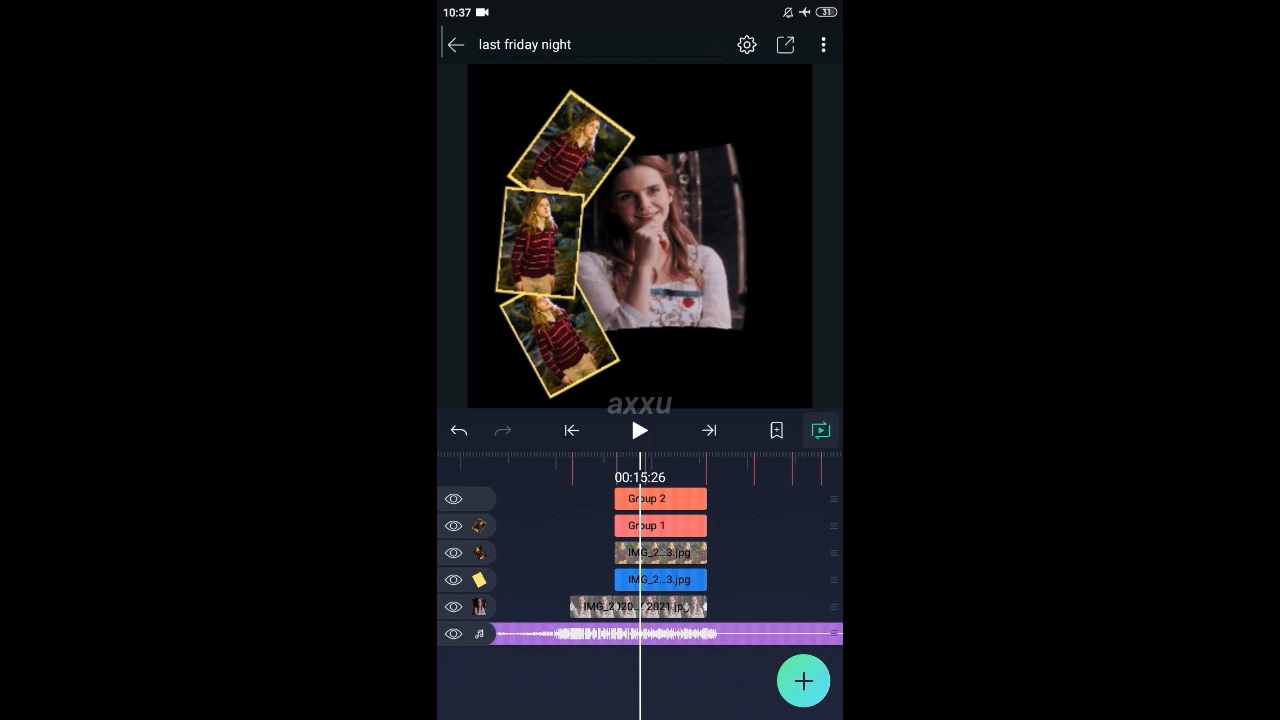 10:37
31
last friday night
axxu
00:15:26
Group 2
Group 1
IMG_2...3.jpg
IMG_2...3.jpg